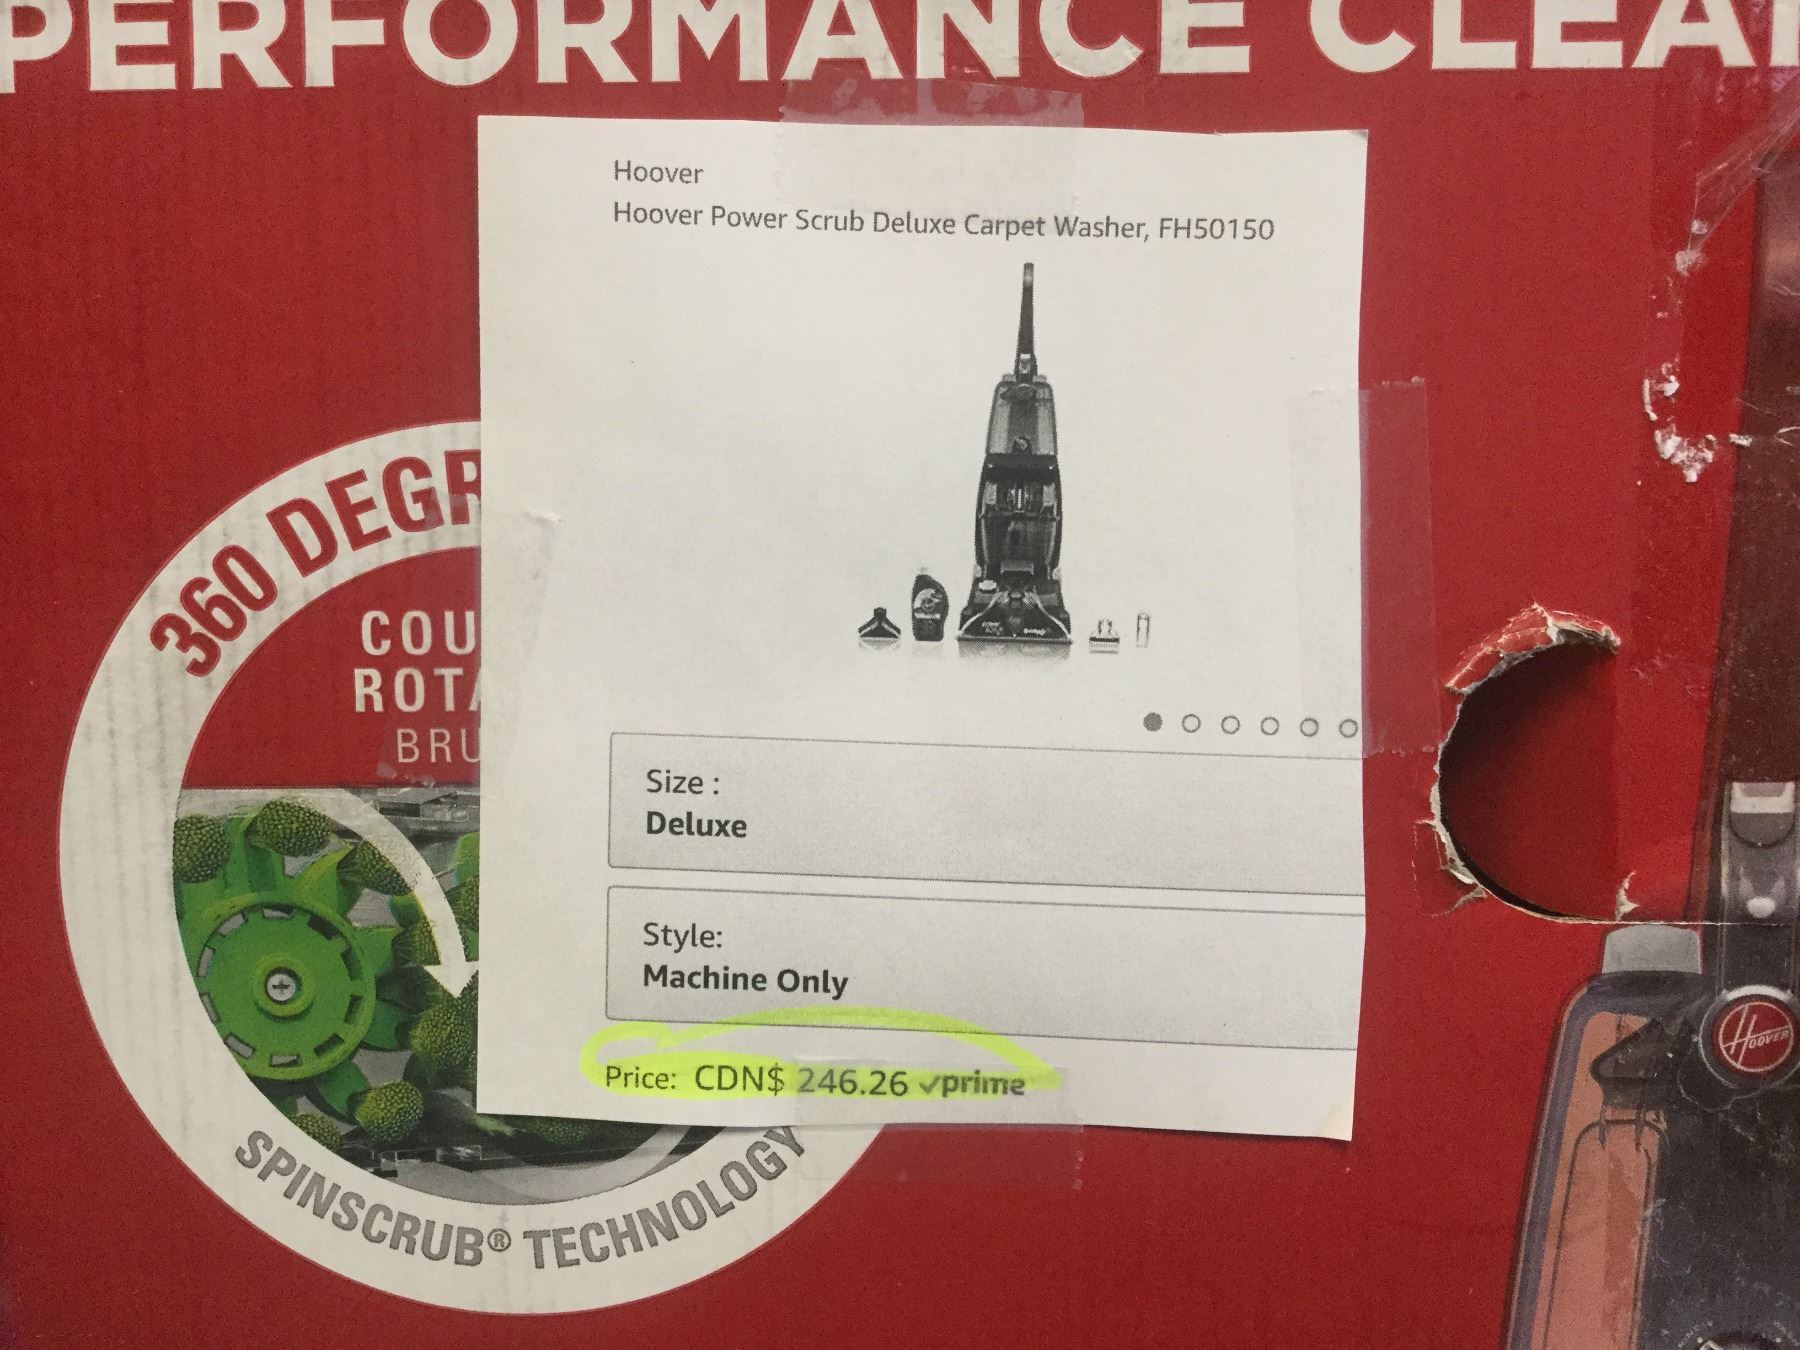 PERFORMANCE CLEA
Hoover
Hoover Power Scrub Deluxe Carpet Washer, FH50150
360 DEGR
COU
ROTA
BRU
SPINSCRUB® TECHNOLOGY
Size :
Deluxe
Style:
Machine Only
Price: CDN$ 246.26 ✓prime
HOOVER